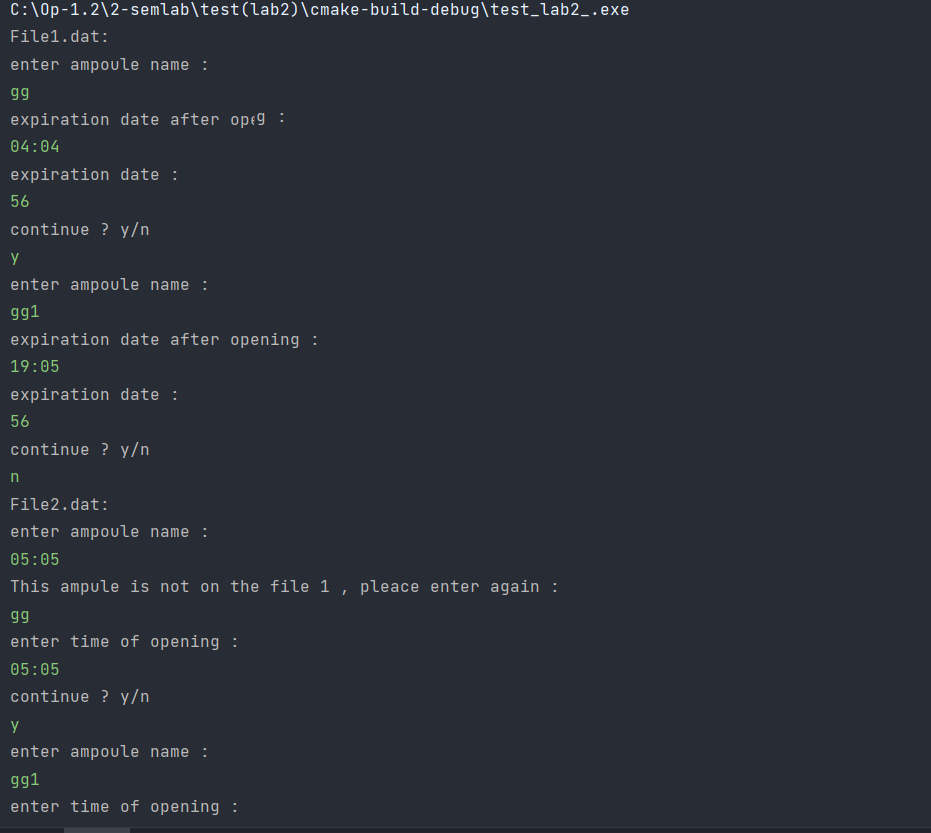 C:\Op-1.2\2-semlab\test(lab2)\cmake-build-debug\test_lab2_.exe
File1.dat:
enter ampoule name :
gg
expiration date after opeg :
04:04
expiration date :
56
continue ? y/n
y
enter ampoule name :
gg1
expiration date after opening :
19:05
expiration date :
56
continue ? y/n
n
File2.dat:
enter ampoule name :
05:05
This ampule is not on the file 1 , pleace enter again :
gg
enter time of opening :
05:05
continue ? y/n
y
enter ampoule name :
gg1
enter time of opening :